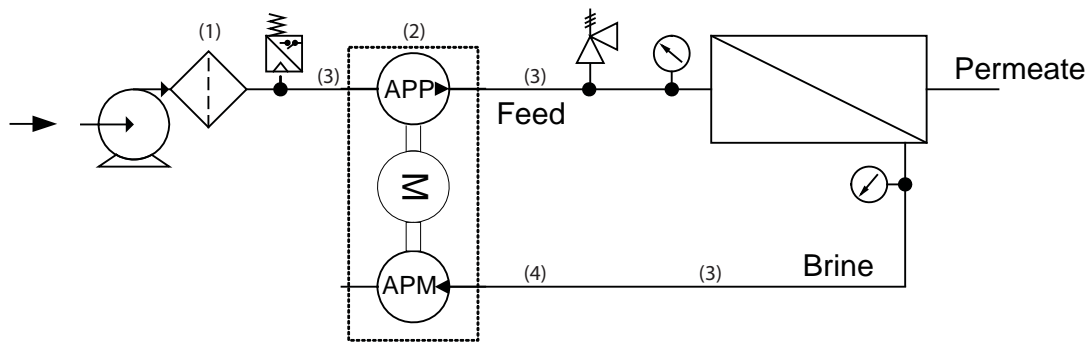 (1)
(2)
(3)
APP
(3)
Feed
Permeate
M
Brine
APM
(4)
(3)